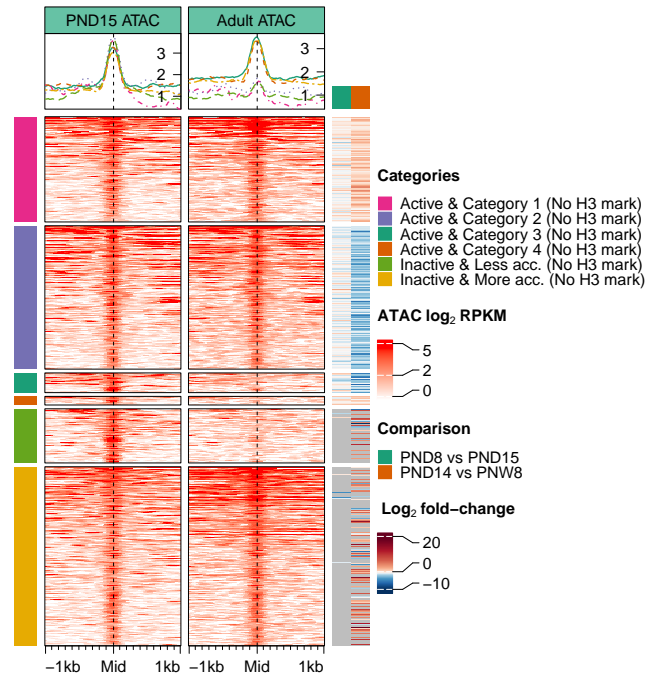 PND15 ATAC
Adult ATAC
3
2
1
3
2
1
Categories
Active & Category 1 (No H3 mark)
Active & Category 2 (No H3 mark)
Active & Category 3 (No H3 mark)
Active & Category 4 (No H3 mark)
Inactive & Less acc. (No H3 mark)
Inactive & More acc. (No H3 mark)
ATAC log₂ RPKM
5
2
0
Comparison
PND8 vs PND15
PND14 vs PNW8
Log₂ fold−change
20
0
−10
−1kb Mid 1kb
−1kb Mid 1kb